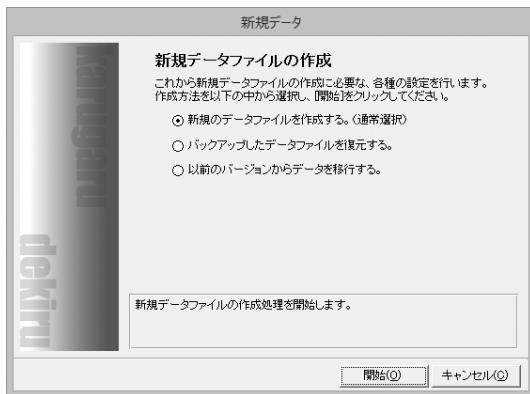 新規データ
新規データファイルの作成
これから新規データファイルの作成に必要な、各種の設定を行います。
作成方法を以下の中から選択し、[開始]をクリックしてください。
新規のデータファイルを作成する。(通常選択)
バックアップしたデータファイルを復元する。
以前のバージョンからデータを移行する。
karugaru
dekiru
新規データファイルの作成処理を開始します。
開始(O) キャンセル(C)